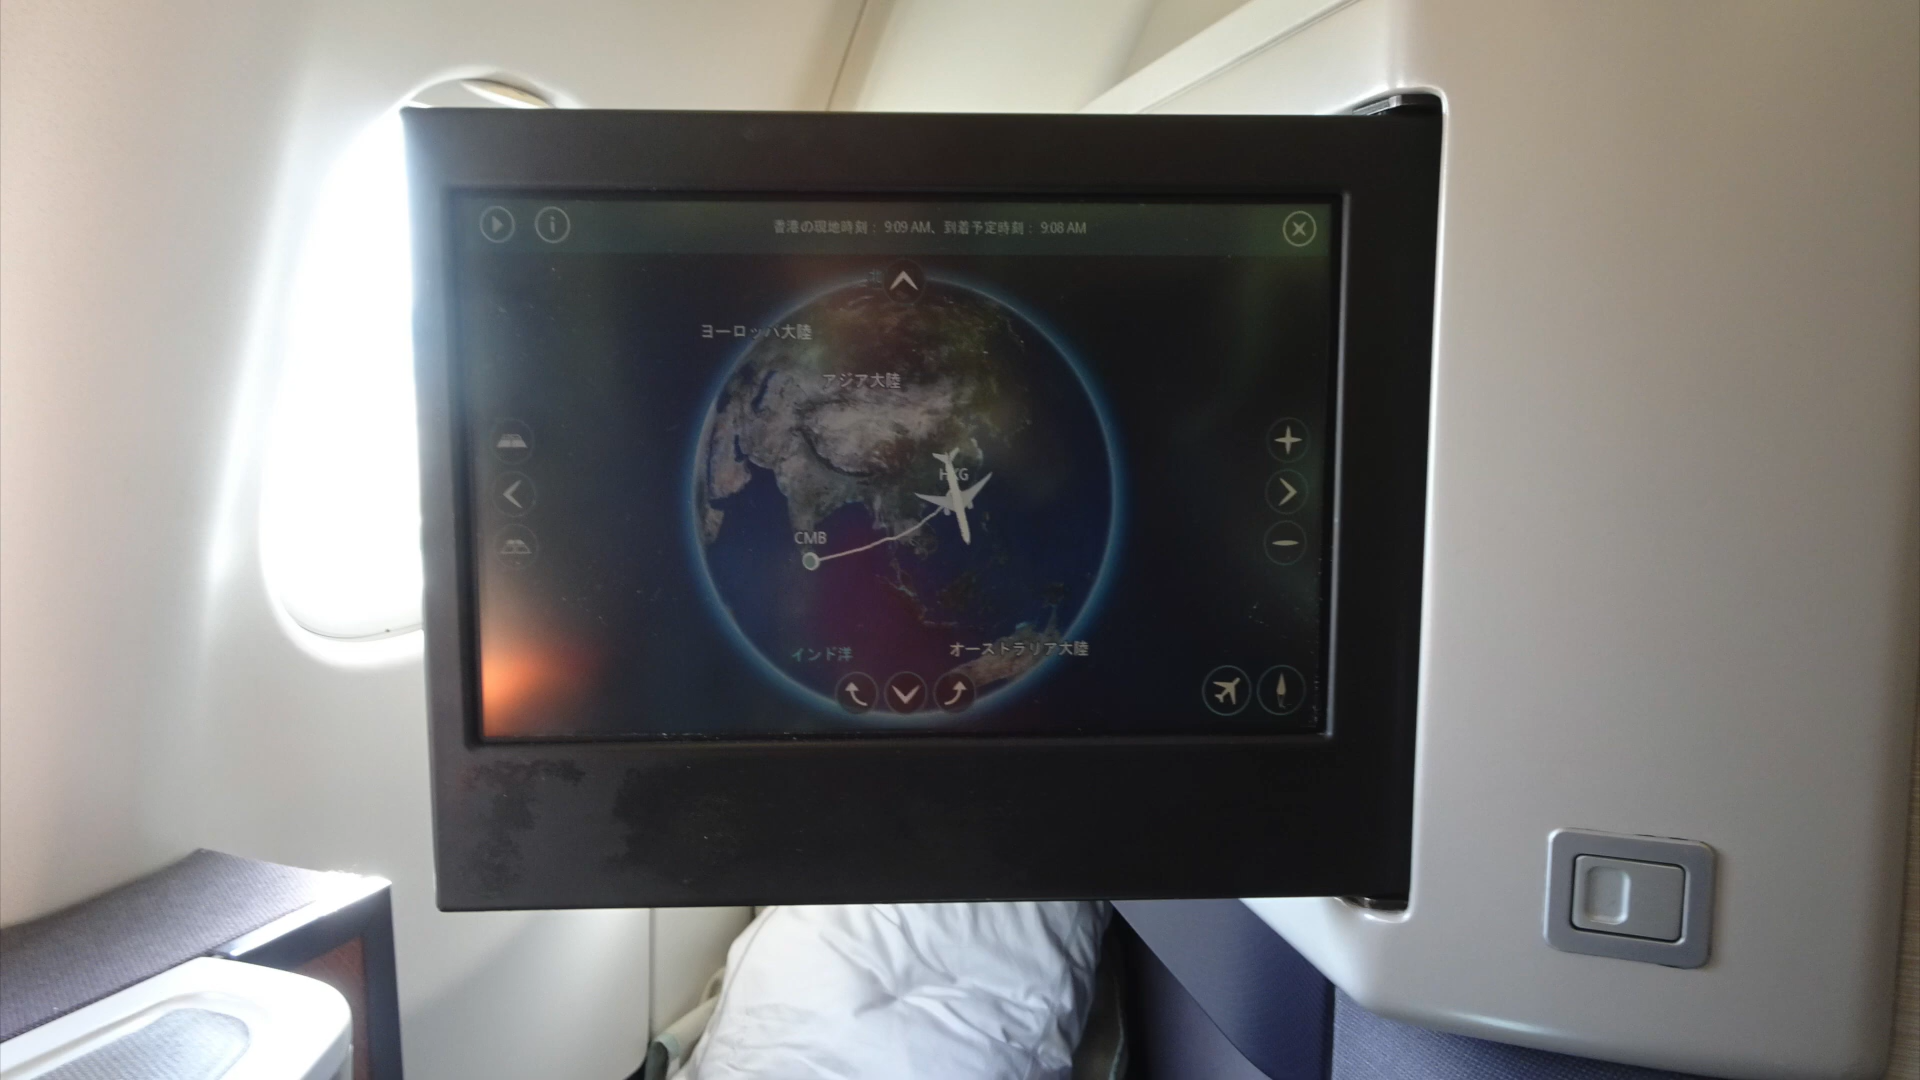 香港の現地時刻： 9:09 AM、到着予定時刻： 9:08 AM
北
ヨーロッパ大陸
アジア大陸
HKG
CMB
インド洋
オーストラリア大陸